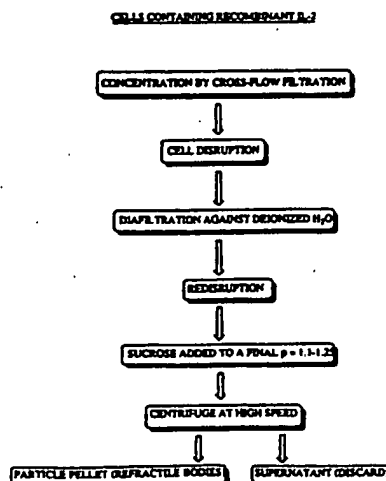 CELLS CONTAINING RECOMBINANT IL-2
CONCENTRATION BY CROSS-FLOW FILTRATION
CELL DISRUPTION
DIAFILTRATION AGAINST DEIONIZED H₂O
REDISRUPTION
SUCROSE ADDED TO A FINAL ρ = 1.1-1.25
CENTRIFUGE AT HIGH SPEED
PARTICLE PELLET (REFRACTILE BODIES
SUPERNATANT (DISCARD